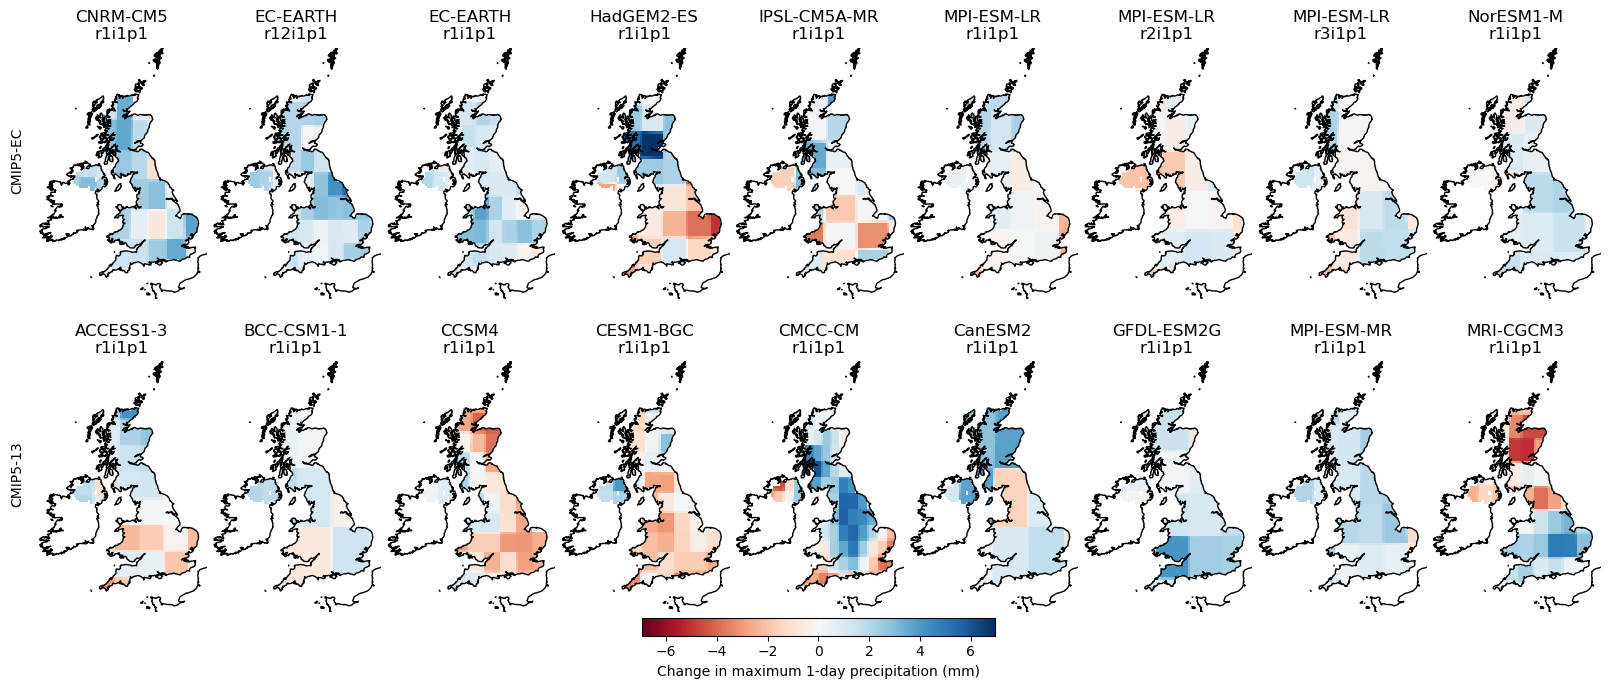 CNRM-CM5
r1i1p1
EC-EARTH
r12i1p1
EC-EARTH
r1i1p1
HadGEM2-ES
r1i1p1
IPSL-CM5A-MR
r1i1p1
MPI-ESM-LR
r1i1p1
MPI-ESM-LR
r2i1p1
MPI-ESM-LR
r3i1p1
NorESM1-M
r1i1p1
CMIP5-EC
ACCESS1-3
r1i1p1
BCC-CSM1-1
r1i1p1
CCSM4
r1i1p1
CESM1-BGC
r1i1p1
CMCC-CM
r1i1p1
CanESM2
r1i1p1
GFDL-ESM2G
r1i1p1
MPI-ESM-MR
r1i1p1
MRI-CGCM3
r1i1p1
CMIP5-13
−6 −4 −2 0 2 4 6
Change in maximum 1-day precipitation (mm)